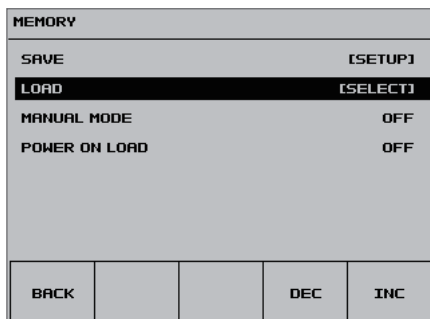 MEMORY
SAVE [SETUP]
LOAD [SELECT]
MANUAL MODE OFF
POWER ON LOAD OFF
BACK DEC INC